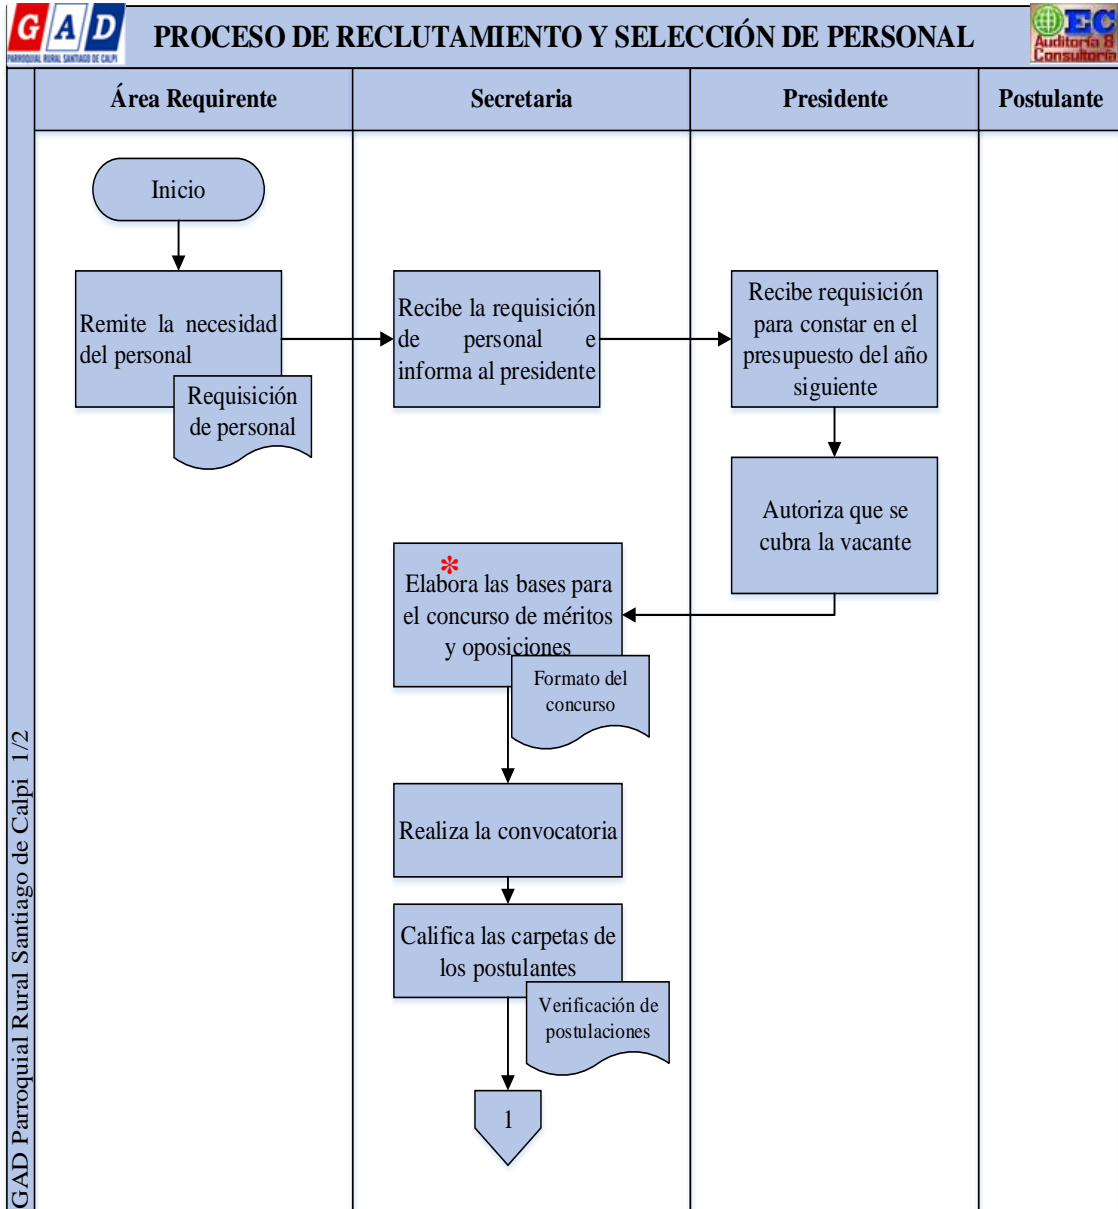 GAD
PARROQUIAL RURAL SANTIAGO DE CALPI
PROCESO DE RECLUTAMIENTO Y SELECCIÓN DE PERSONAL
EC
Auditoría &
Consultoría
Área Requirente
Secretaria
Presidente
Postulante
Inicio
Remite la necesidad
del personal
Requisición
de personal
Recibe la requisición
de personal e
informa al presidente
Recibe requisición
para constar en el
presupuesto del año
siguiente
Autoriza que se
cubra la vacante
*
Elabora las bases para
el concurso de méritos
y oposiciones
Formato del
concurso
Realiza la convocatoria
Califica las carpetas de
los postulantes
Verificación de
postulaciones
1
GAD Parroquial Rural Santiago de Calpi 1/2